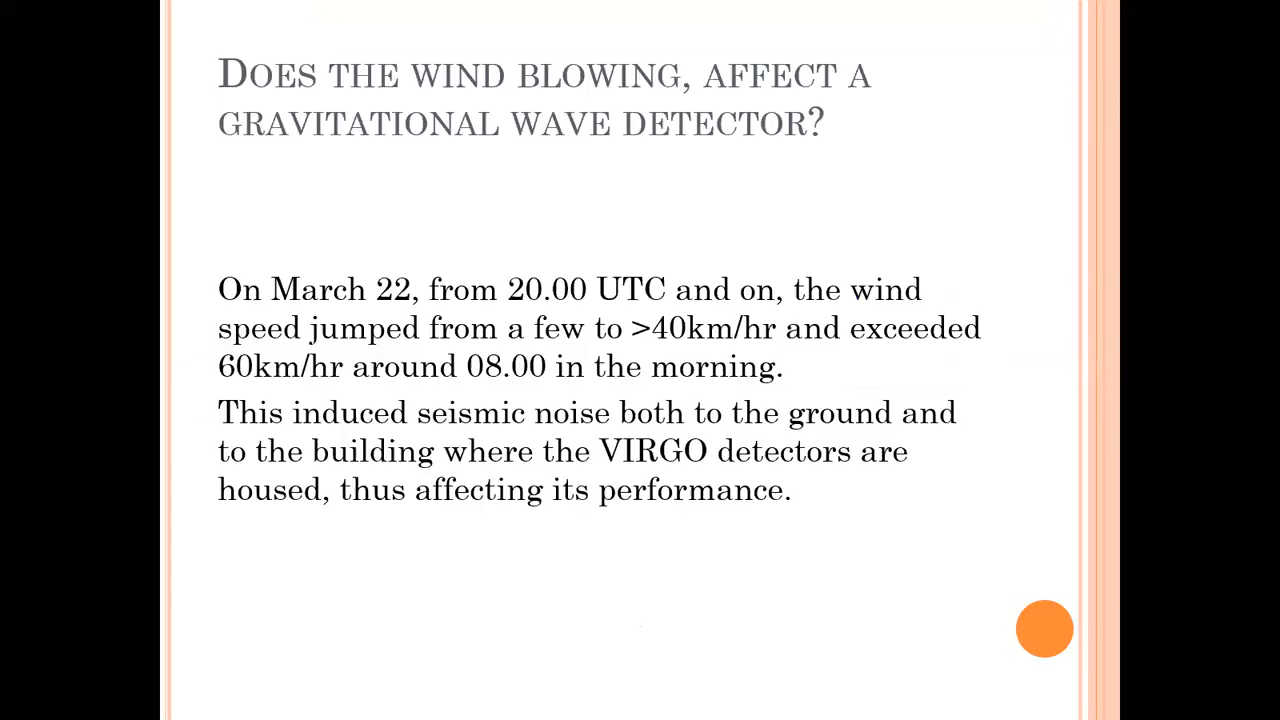 DOES THE WIND BLOWING, AFFECT A
GRAVITATIONAL WAVE DETECTOR?
On March 22, from 20.00 UTC and on, the wind
speed jumped from a few to >40km/hr and exceeded
60km/hr around 08.00 in the morning.
This induced seismic noise both to the ground and
to the building where the VIRGO detectors are
housed, thus affecting its performance.